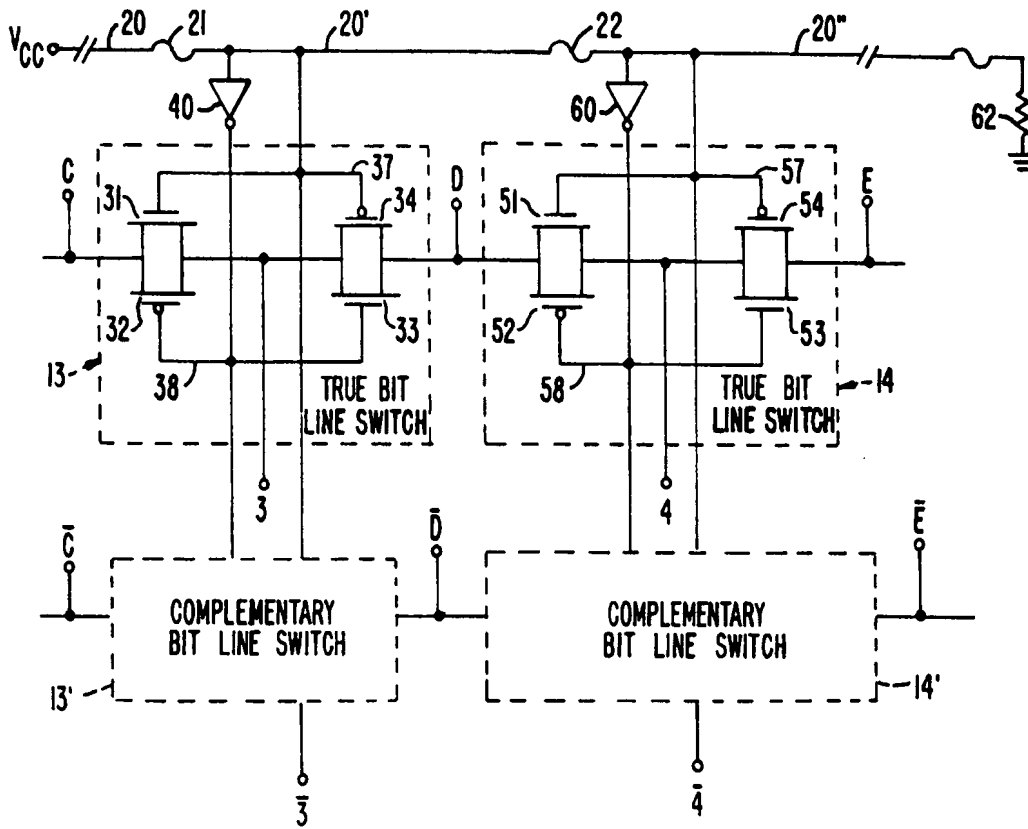 20 21 20' 22 20"
VCC
40 60 62
C 37 D 57 E
31 34 51 54
32 33 52 53
13 38 58 14
TRUE BIT
LINE SWITCH
TRUE BIT
LINE SWITCH
3 4
C̄ D̄ Ē
COMPLEMENTARY
BIT LINE SWITCH
COMPLEMENTARY
BIT LINE SWITCH
13' 14'
3̄ 4̄